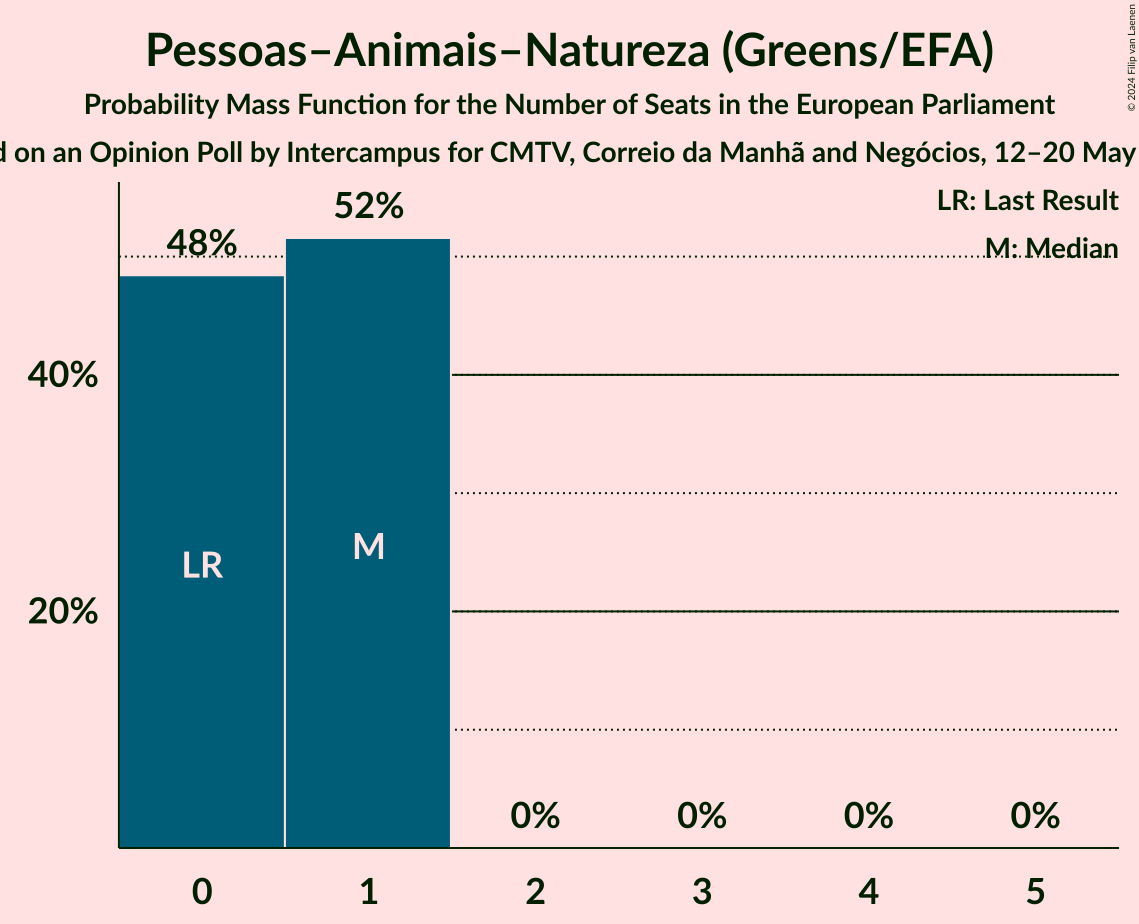 Pessoas–Animais–Natureza (Greens/EFA)
Probability Mass Function for the Number of Seats in the European Parliament
on an Opinion Poll by Intercampus for CMTV, Correio da Manhã and Negócios, 12–20 May
© 2024 Filip van Laenen
LR: Last Result
M: Median
48%
52%
40%
20%
LR
M
0%
0%
0%
0%
0
1
2
3
4
5